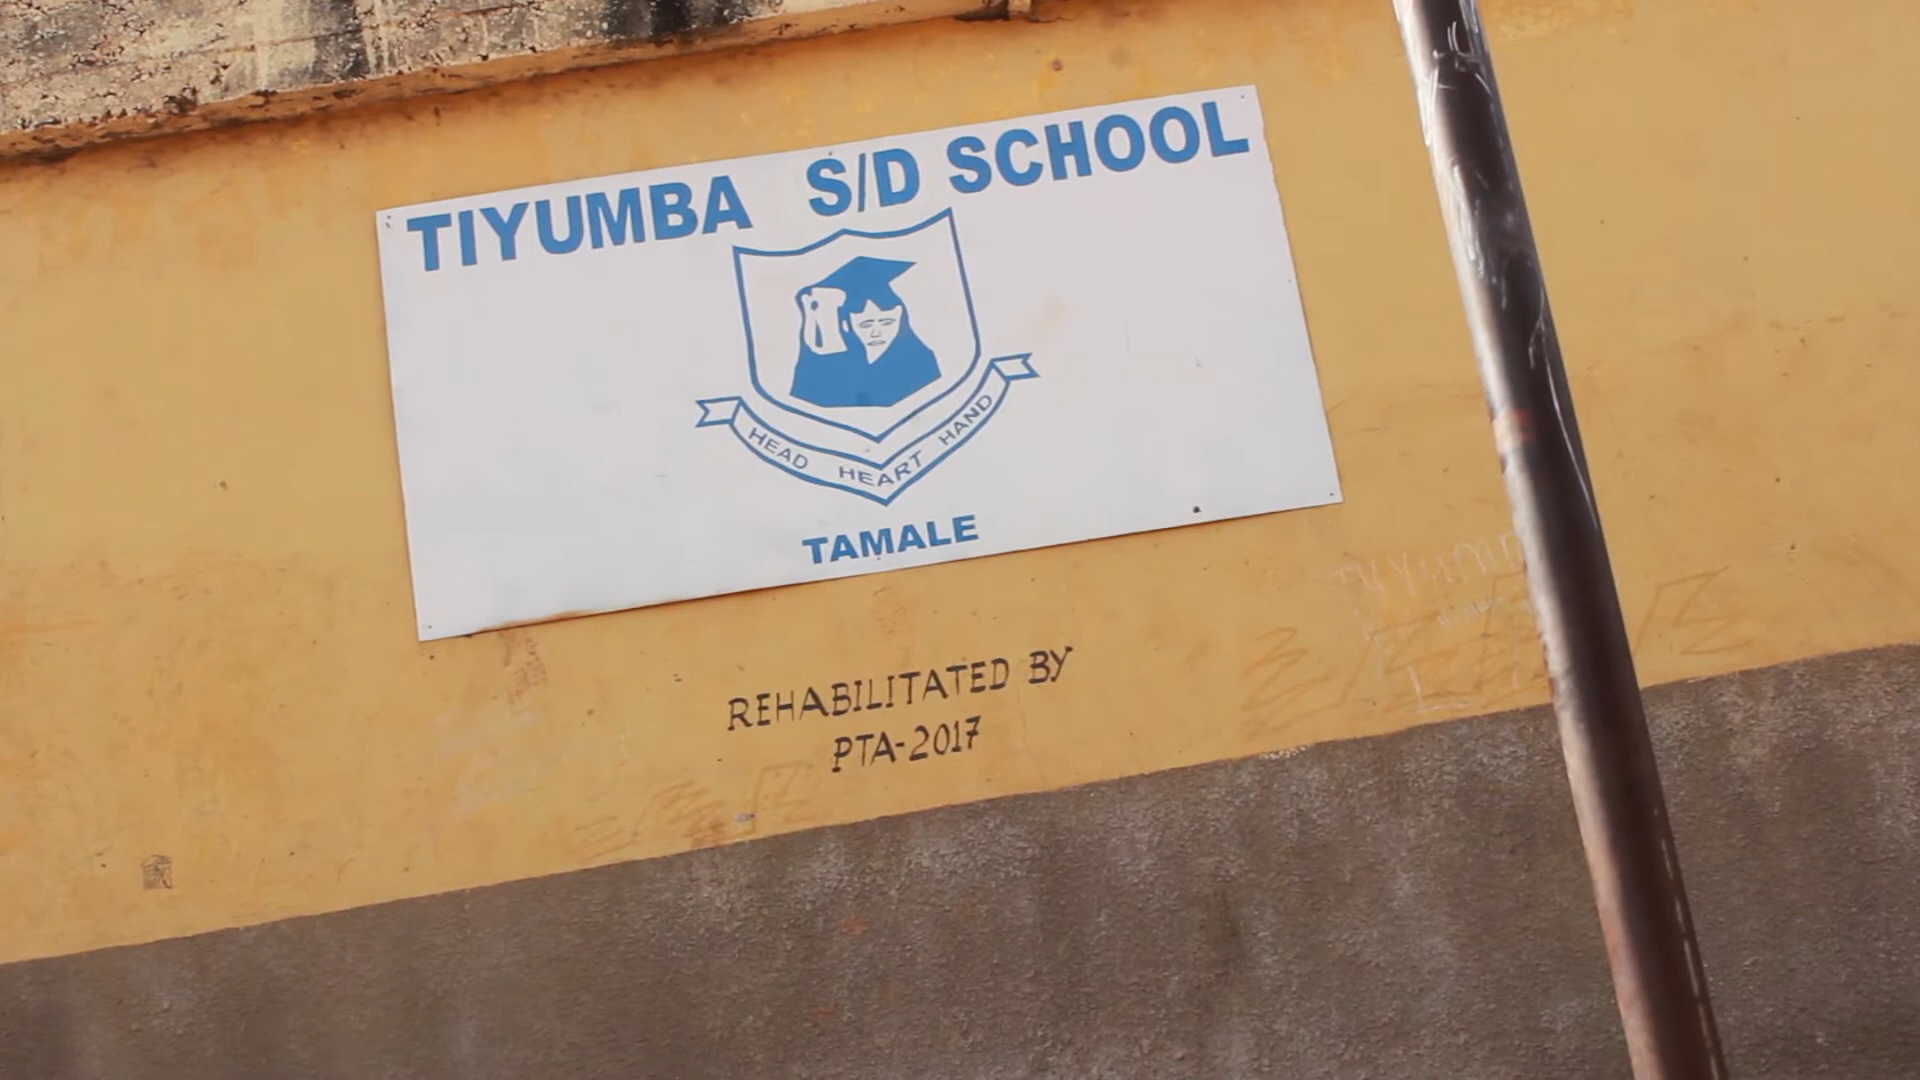 TIYUMBA S/D SCHOOL
HEAD HEART HAND
TAMALE
REHABILITATED BY
PTA-2017